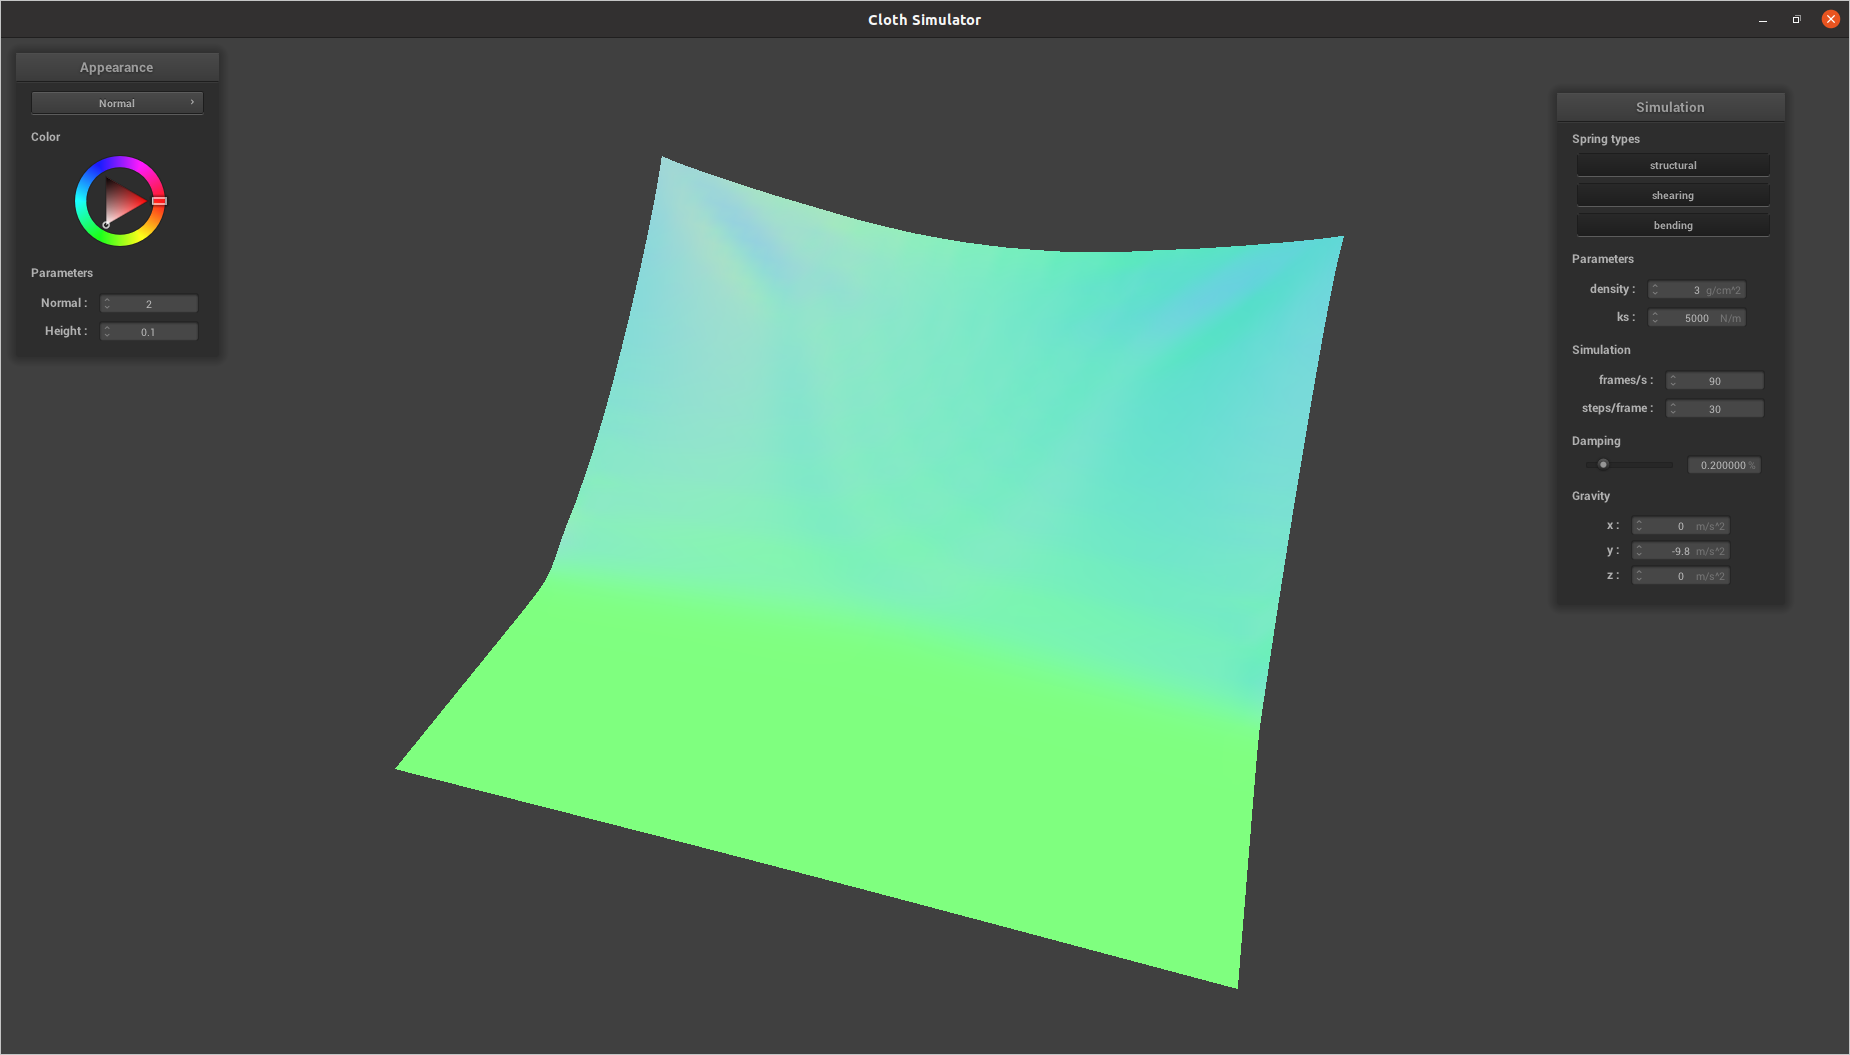 Cloth Simulator
Appearance
Normal
Color
Parameters
Normal : 2
Height : 0.1
Simulation
Spring types
structural
shearing
bending
Parameters
density : 3 g/cm^2
ks : 5000 N/m
Simulation
frames/s : 90
steps/frame : 30
Damping
0.200000 %
Gravity
x : 0 m/s^2
y : -9.8 m/s^2
z : 0 m/s^2